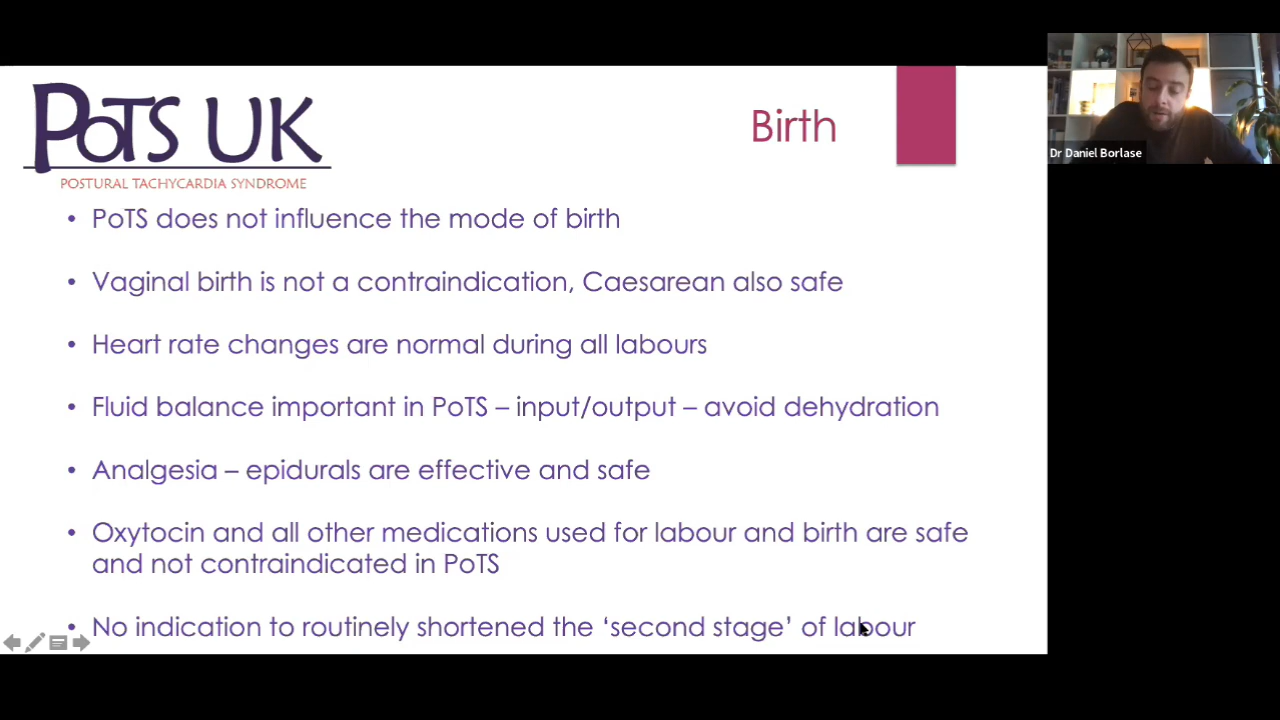 PoTS UK
POSTURAL TACHYCARDIA SYNDROME
Birth
Dr Daniel Borlase
• PoTS does not influence the mode of birth
• Vaginal birth is not a contraindication, Caesarean also safe
• Heart rate changes are normal during all labours
• Fluid balance important in PoTS – input/output – avoid dehydration
• Analgesia – epidurals are effective and safe
• Oxytocin and all other medications used for labour and birth are safe
and not contraindicated in PoTS
• No indication to routinely shortened the ‘second stage’ of labour